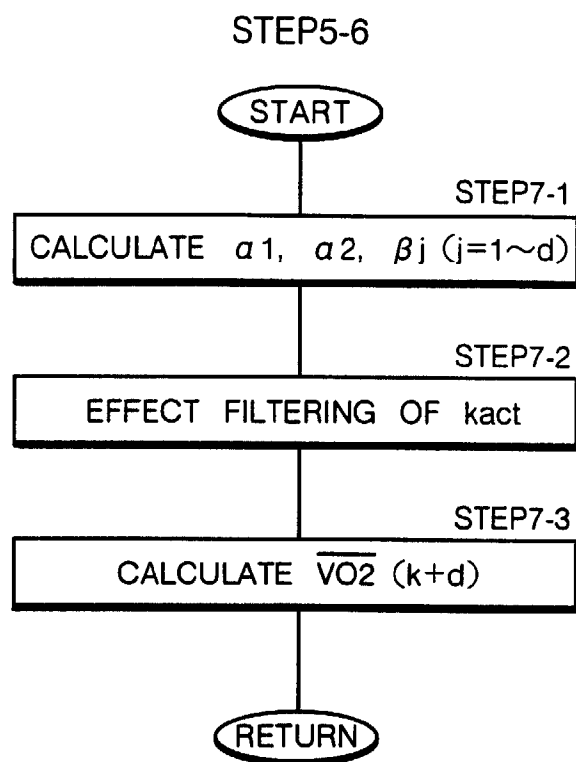 STEP5-6
START
STEP7-1
CALCULATE α1, α2, βj (j=1~d)
STEP7-2
EFFECT FILTERING OF kact
STEP7-3
CALCULATE V̅O̅2̅ (k+d)
RETURN